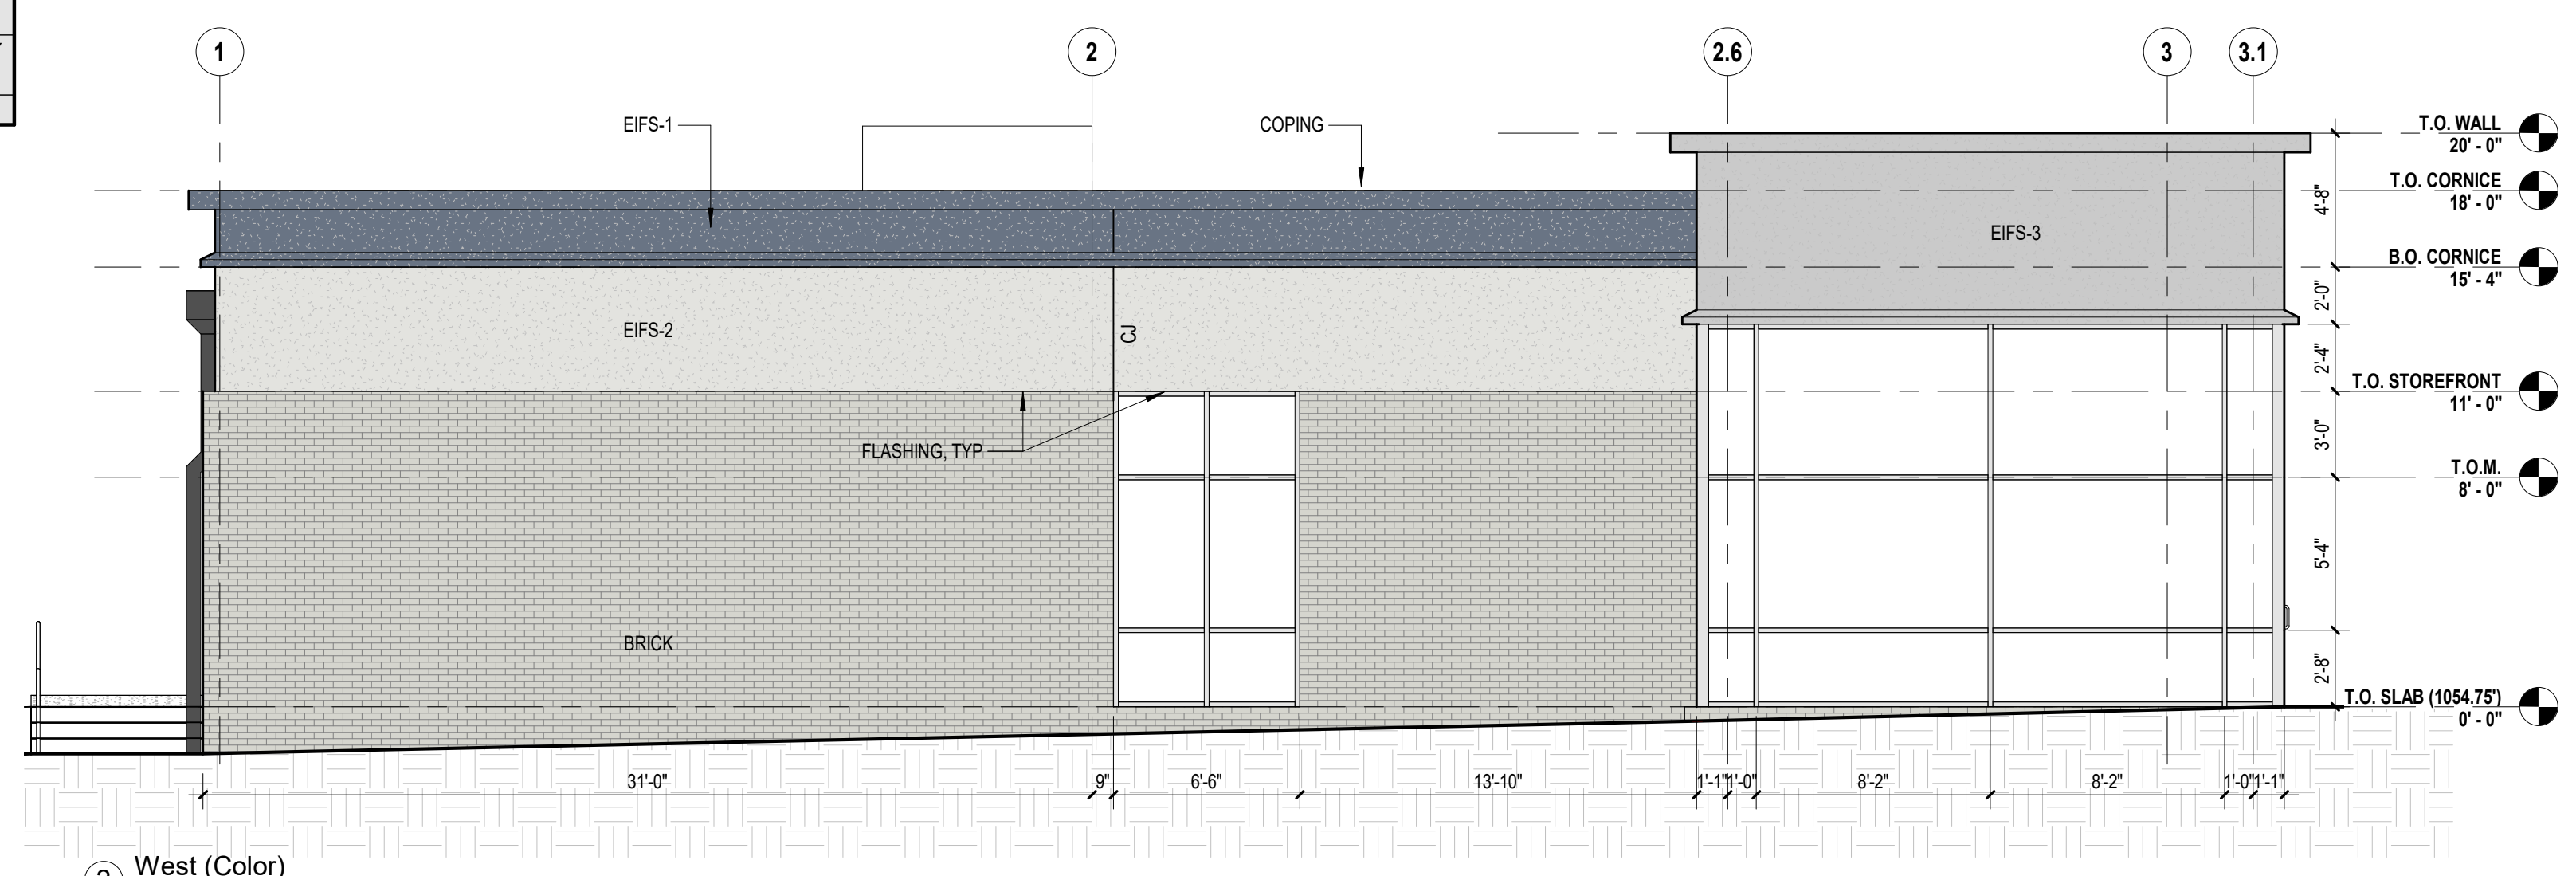 1
2
2.6
3
3.1
EIFS-1
COPING
T.O. WALL
20' - 0"
T.O. CORNICE
18' - 0"
4'-8"
EIFS-3
B.O. CORNICE
15' - 4"
2'-0"
EIFS-2
CJ
2'-4"
T.O. STOREFRONT
11' - 0"
FLASHING, TYP
3'-0"
T.O.M.
8' - 0"
5'-4"
BRICK
2'-8"
T.O. SLAB (1054.75')
0' - 0"
31'-0" 9" 6'-6" 13'-10" 1'-1" 1'-0" 8'-2" 8'-2" 1'-0" 1'-1"
West (Color)